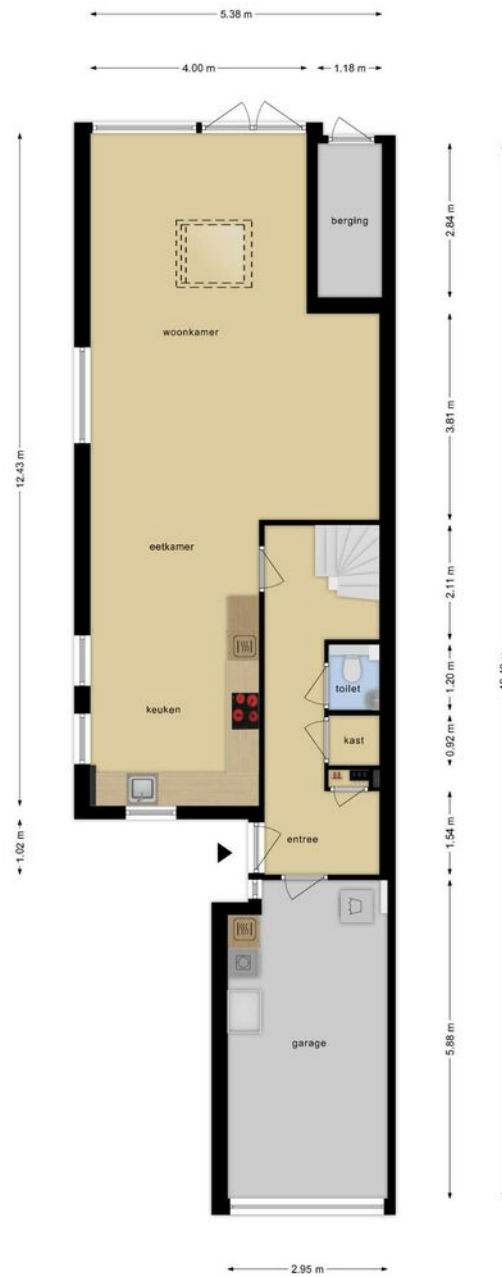 5.38 m
4.00 m
1.18 m
berging
2.84 m
woonkamer
3.81 m
12.43 m
eetkamer
2.11 m
toilet
1.20 m
keuken
kast
0.92 m
entree
1.54 m
1.02 m
garage
5.88 m
2.95 m